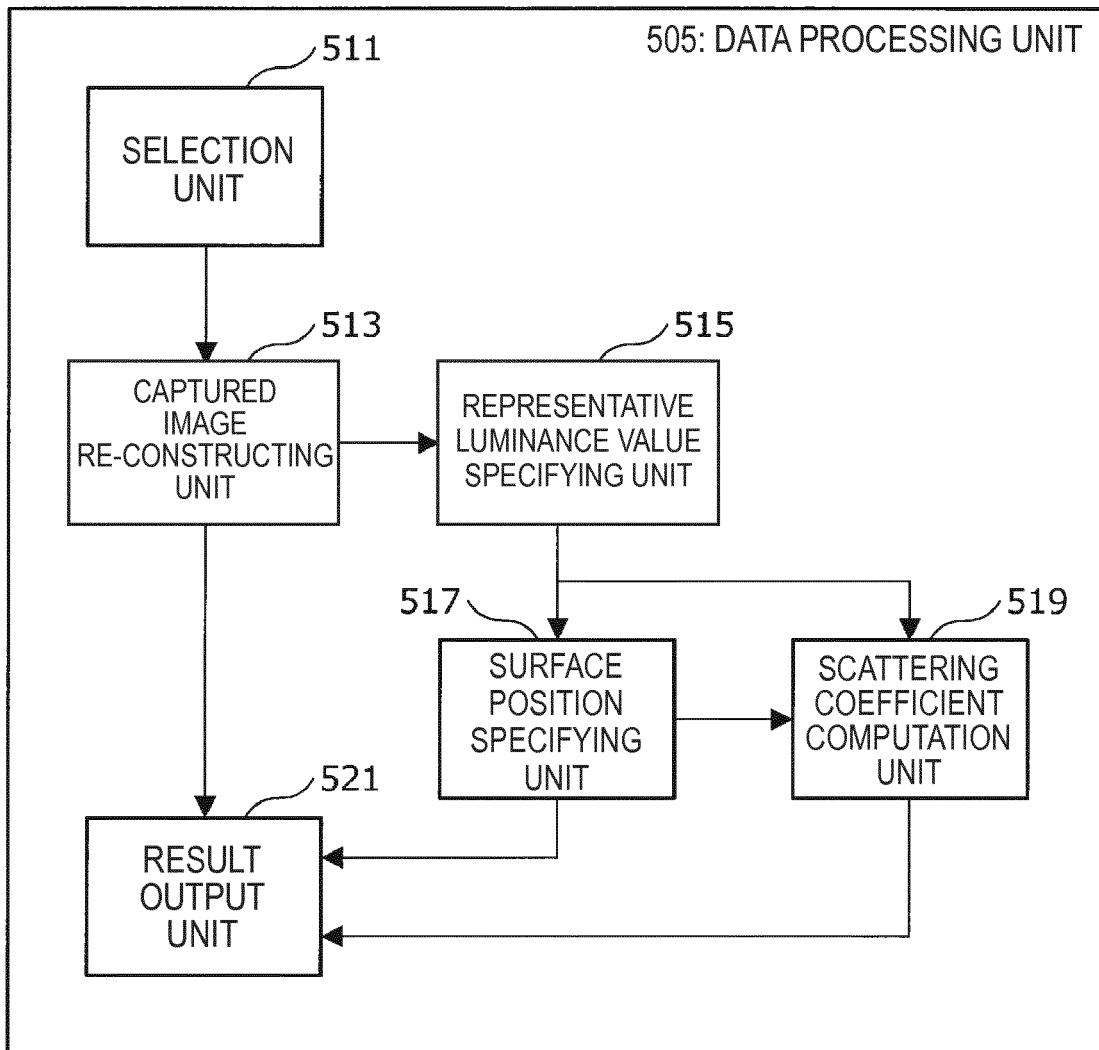 505: DATA PROCESSING UNIT
511
SELECTION
UNIT
513
CAPTURED
IMAGE
RE-CONSTRUCTING
UNIT
515
REPRESENTATIVE
LUMINANCE VALUE
SPECIFYING UNIT
517
SURFACE
POSITION
SPECIFYING
UNIT
519
SCATTERING
COEFFICIENT
COMPUTATION
UNIT
521
RESULT
OUTPUT
UNIT